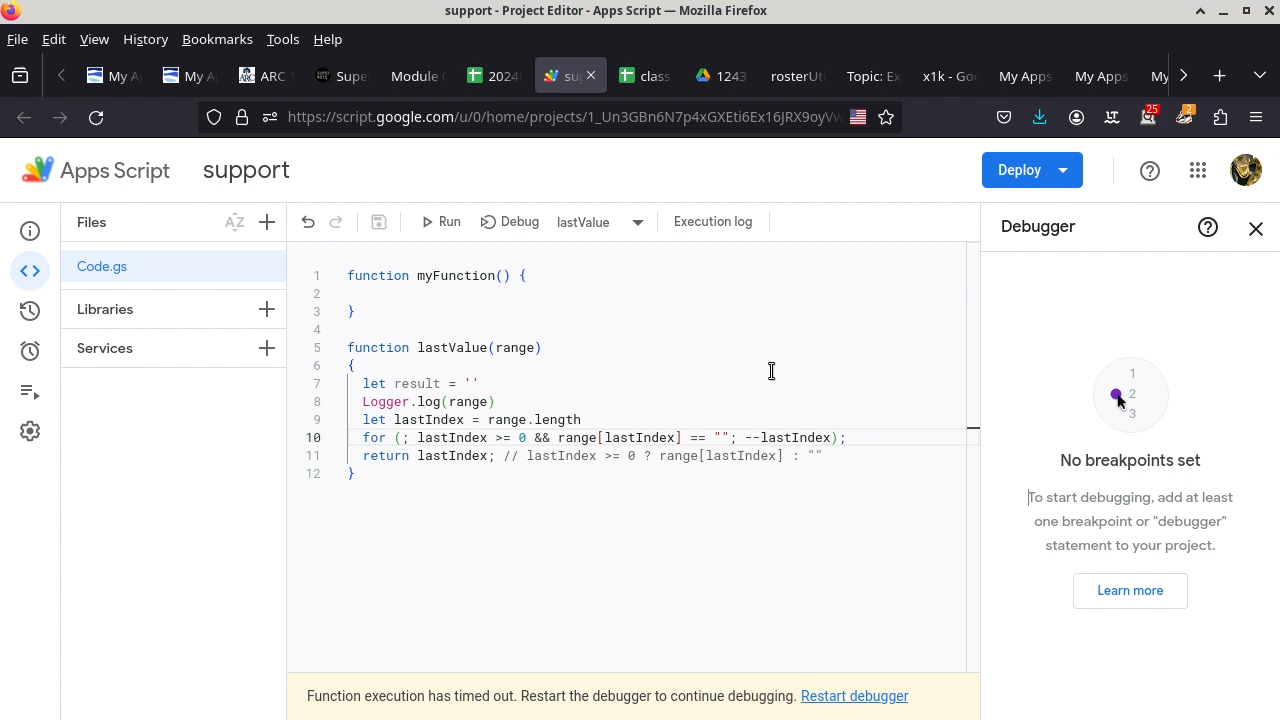 support - Project Editor - Apps Script — Mozilla Firefox
File Edit View History Bookmarks Tools Help
My A My A ARC Supe Module 2024 su class 1243 rosterUt Topic: Ex x1k - Goo My Apps My Apps My
https://script.google.com/u/0/home/projects/1_Un3GBn6N7p4xGXEti6Ex16JRX9oyVw 25 2
Apps Script support Deploy
Files AZ Run Debug lastValue Execution log Debugger
Code.gs
Libraries
Services
1 function myFunction() {
2
3 }
4
5 function lastValue(range)
6 {
7 let result = ''
8 Logger.log(range)
9 let lastIndex = range.length
10 for (; lastIndex >= 0 && range[lastIndex] == ""; --lastIndex);
11 return lastIndex; // lastIndex >= 0 ? range[lastIndex] : ""
12 }
1
2
3
No breakpoints set
To start debugging, add at least
one breakpoint or "debugger"
statement to your project.
Learn more
Function execution has timed out. Restart the debugger to continue debugging. Restart debugger